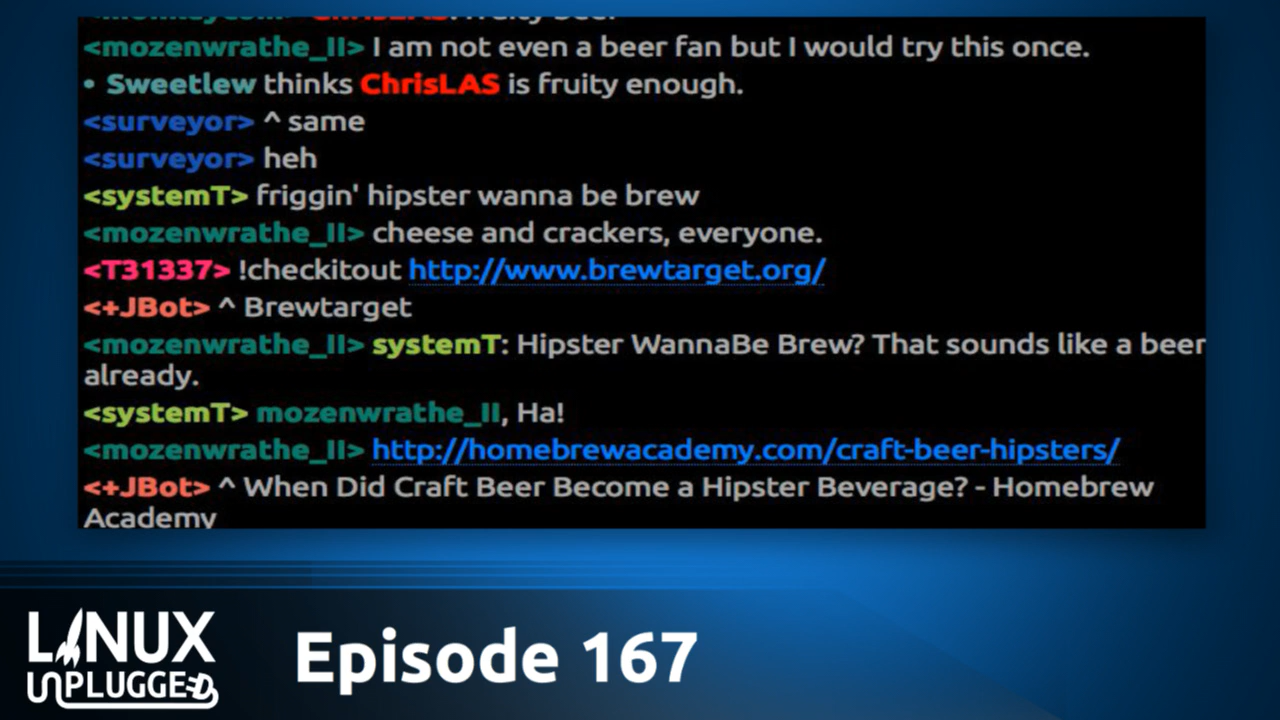 <mozenwrathe_II> I am not even a beer fan but I would try this once.
• Sweetlew thinks ChrisLAS is fruity enough.
<surveyor> ^ same
<surveyor> heh
<systemT> friggin' hipster wanna be brew
<mozenwrathe_II> cheese and crackers, everyone.
<T31337> !checkitout http://www.brewtarget.org/
<+JBot> ^ Brewtarget
<mozenwrathe_II> systemT: Hipster WannaBe Brew? That sounds like a beer
already.
<systemT> mozenwrathe_II, Ha!
<mozenwrathe_II> http://homebrewacademy.com/craft-beer-hipsters/
<+JBot> ^ When Did Craft Beer Become a Hipster Beverage? - Homebrew
Academy
LINUX
UNPLUGGED
Episode 167